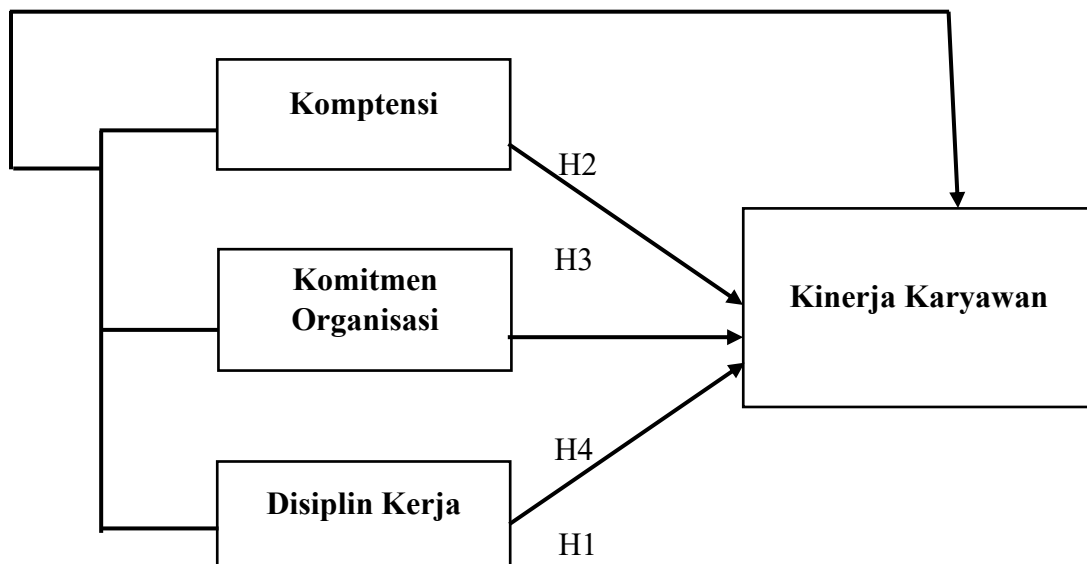 Komptensi
H2
H3
Komitmen
Organisasi
Kinerja Karyawan
H4
Disiplin Kerja
H1